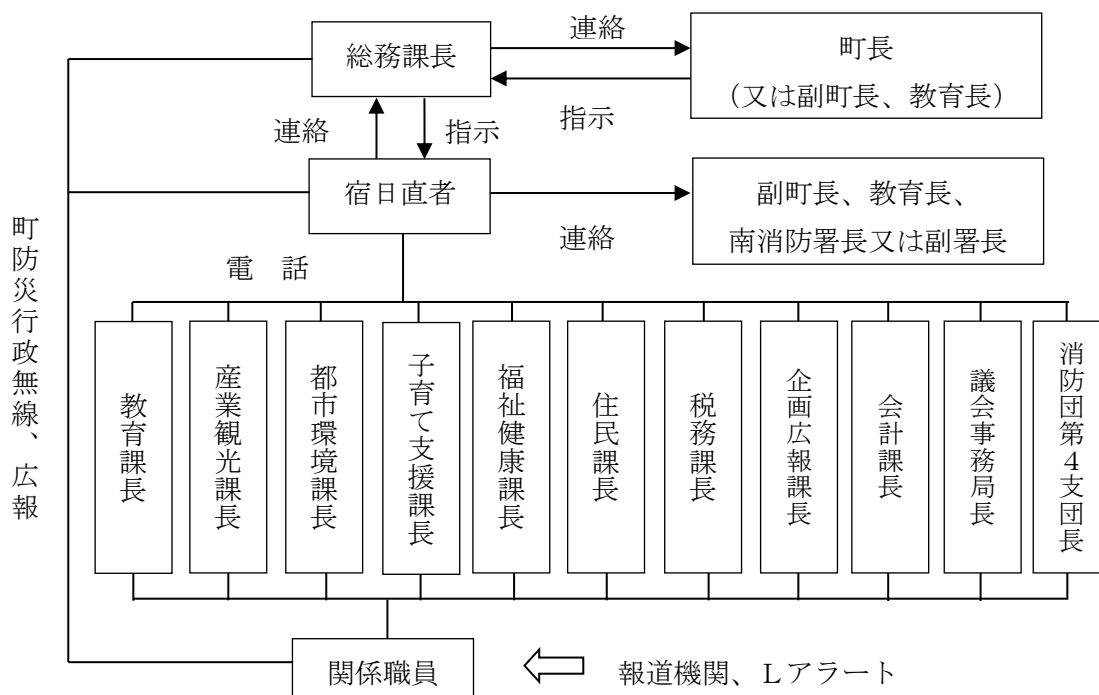 連絡
総務課長
町長
（又は副町長、教育長）
指示
連絡
指示
宿日直者
副町長、教育長、
南消防署長又は副署長
連絡
町防災行政無線、広報
電　話
教育課長
産業観光課長
都市環境課長
子育て支援課長
福祉健康課長
住民課長
税務課長
企画広報課長
会計課長
議会事務局長
消防団第４支団長
関係職員
報道機関、Ｌアラート